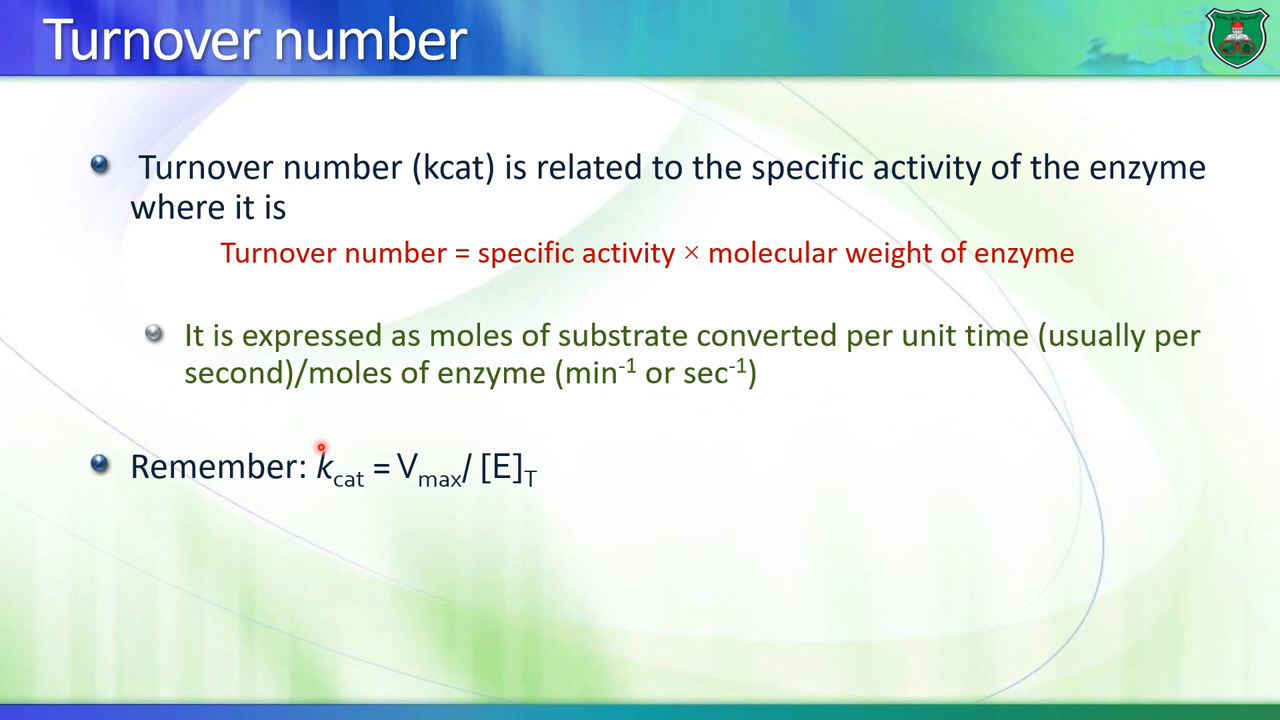 Turnover number
Turnover number (kcat) is related to the specific activity of the enzyme
where it is
Turnover number = specific activity × molecular weight of enzyme
It is expressed as moles of substrate converted per unit time (usually per
second)/moles of enzyme (min⁻¹ or sec⁻¹)
Remember: kcat = Vmax/ [E]T